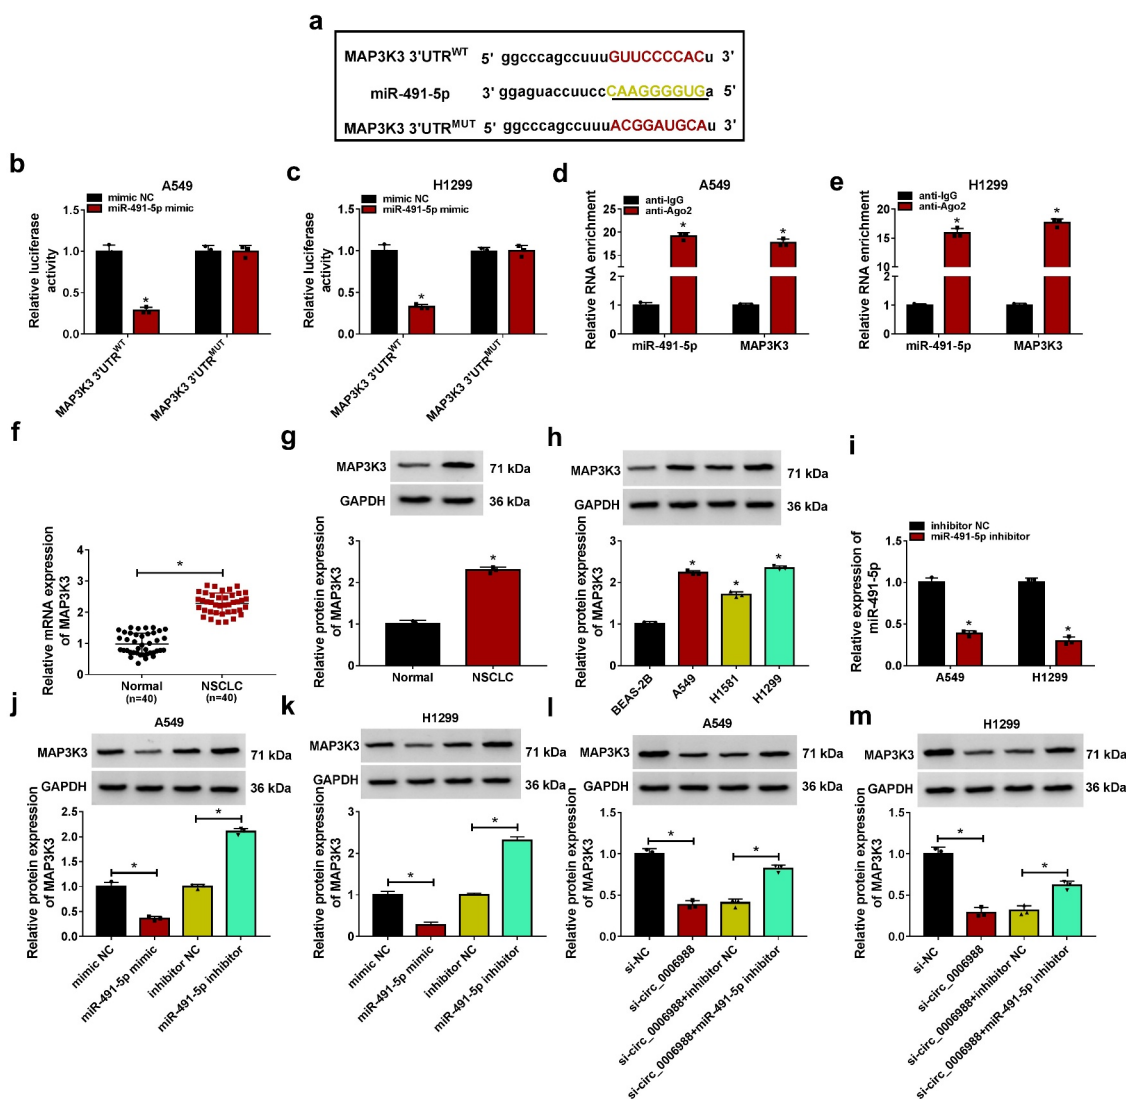 a
MAP3K3 3'UTRWT 5' ggcccagccuuuGUUCCCCACu 3'
miR-491-5p 3' ggaguaccuuccCAAGGGGUGa 5'
MAP3K3 3'UTRMUT 5' ggcccagccuuuACGGAUGCAu 3'
b
A549
mimic NC
miR-491-5p mimic
Relative luciferase
activity
1.5
1.0
0.5
0.0
*
MAP3K3 3'UTRWT
MAP3K3 3'UTRMUT
c
H1299
mimic NC
miR-491-5p mimic
Relative luciferase
activity
1.5
1.0
0.5
0.0
*
MAP3K3 3'UTRWT
MAP3K3 3'UTRMUT
d
A549
anti-IgG
anti-Ago2
Relative RNA enrichment
25
20
15
10
2
1
0
* *
miR-491-5p MAP3K3
e
H1299
anti-IgG
anti-Ago2
Relative RNA enrichment
20
15
10
2
1
0
* *
miR-491-5p MAP3K3
f
Relative mRNA expression
of MAP3K3
4
3
2
1
0
*
Normal NSCLC
(n=40) (n=40)
g
MAP3K3 71 kDa
GAPDH 36 kDa
Relative protein expression
of MAP3K3
3
2
1
0
*
Normal NSCLC
h
MAP3K3 71 kDa
GAPDH 36 kDa
Relative protein expression
of MAP3K3
3
2
1
0
* * *
BEAS-2B
A549
H1581
H1299
i
inhibitor NC
miR-491-5p inhibitor
Relative expression of
miR-491-5p
1.5
1.0
0.5
0.0
* *
A549 H1299
j
A549
MAP3K3 71 kDa
GAPDH 36 kDa
Relative protein expression
of MAP3K3
2.5
2.0
1.5
1.0
0.5
0.0
* *
mimic NC
miR-491-5p mimic
inhibitor NC
miR-491-5p inhibitor
k
H1299
MAP3K3 71 kDa
GAPDH 36 kDa
Relative protein expression
of MAP3K3
3
2
1
0
* *
mimic NC
miR-491-5p mimic
inhibitor NC
miR-491-5p inhibitor
l
A549
MAP3K3 71 kDa
GAPDH 36 kDa
Relative protein expression
of MAP3K3
1.5
1.0
0.5
0.0
* *
si-NC
si-circ_0006988
si-circ_0006988+inhibitor NC
si-circ_0006988+miR-491-5p inhibitor
m
H1299
MAP3K3 71 kDa
GAPDH 36 kDa
Relative protein expression
of MAP3K3
1.5
1.0
0.5
0.0
* *
si-NC
si-circ_0006988
si-circ_0006988+inhibitor NC
si-circ_0006988+miR-491-5p inhibitor